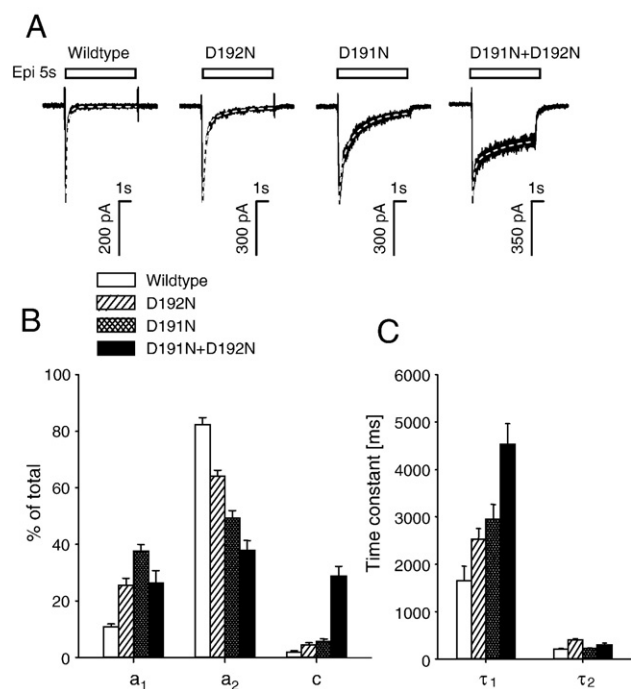 A
Wildtype D192N D191N D191N+D192N
Epi 5s
1s 1s 1s 1s
200 pA 300 pA 300 pA 350 pA
Wildtype
D192N
D191N
D191N+D192N
B
% of total
100
80
60
40
20
0
a1 a2 c
C
Time constant [ms]
6000
5000
4000
3000
2000
1000
0
τ1 τ2